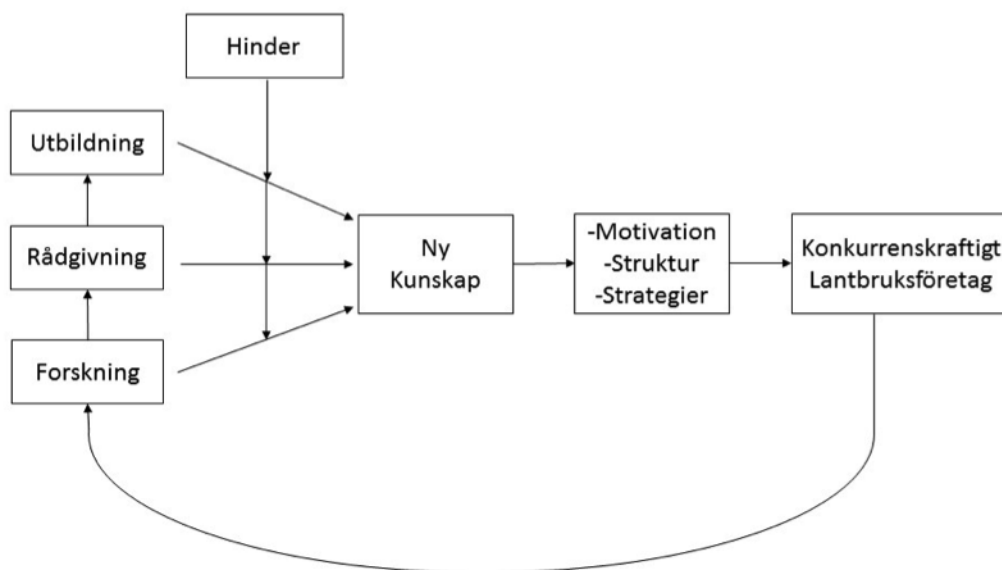 Hinder
Utbildning
Rådgivning
Forskning
Ny
Kunskap
-Motivation
-Struktur
-Strategier
Konkurrenskraftigt
Lantbruksföretag